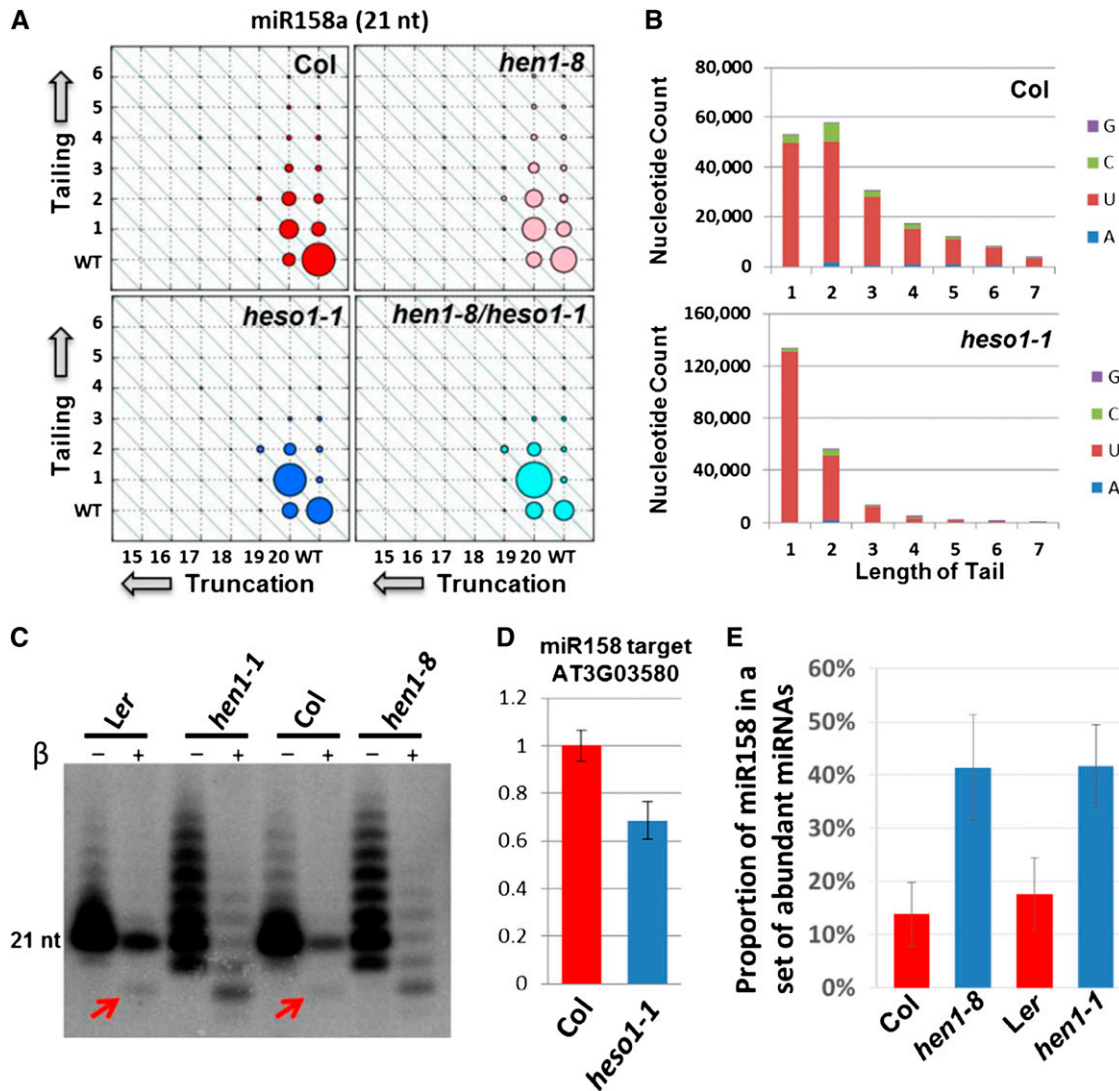 A
miR158a (21 nt)
Col
hen1-8
Tailing
6
5
4
3
2
1
WT
heso1-1
hen1-8/heso1-1
Tailing
6
5
4
3
2
1
WT
15 16 17 18 19 20 WT
15 16 17 18 19 20 WT
Truncation
Truncation
B
Col
Nucleotide Count
80,000
60,000
40,000
20,000
0
1 2 3 4 5 6 7
G
C
U
A
heso1-1
Nucleotide Count
160,000
120,000
80,000
40,000
0
1 2 3 4 5 6 7
Length of Tail
G
C
U
A
C
Ler
hen1-1
Col
hen1-8
β
– + – + – + – +
21 nt
D
miR158 target
AT3G03580
1.2
1
0.8
0.6
0.4
0.2
0
Col
heso1-1
E
Proportion of miR158 in a
set of abundant miRNAs
60%
50%
40%
30%
20%
10%
0%
Col
hen1-8
Ler
hen1-1